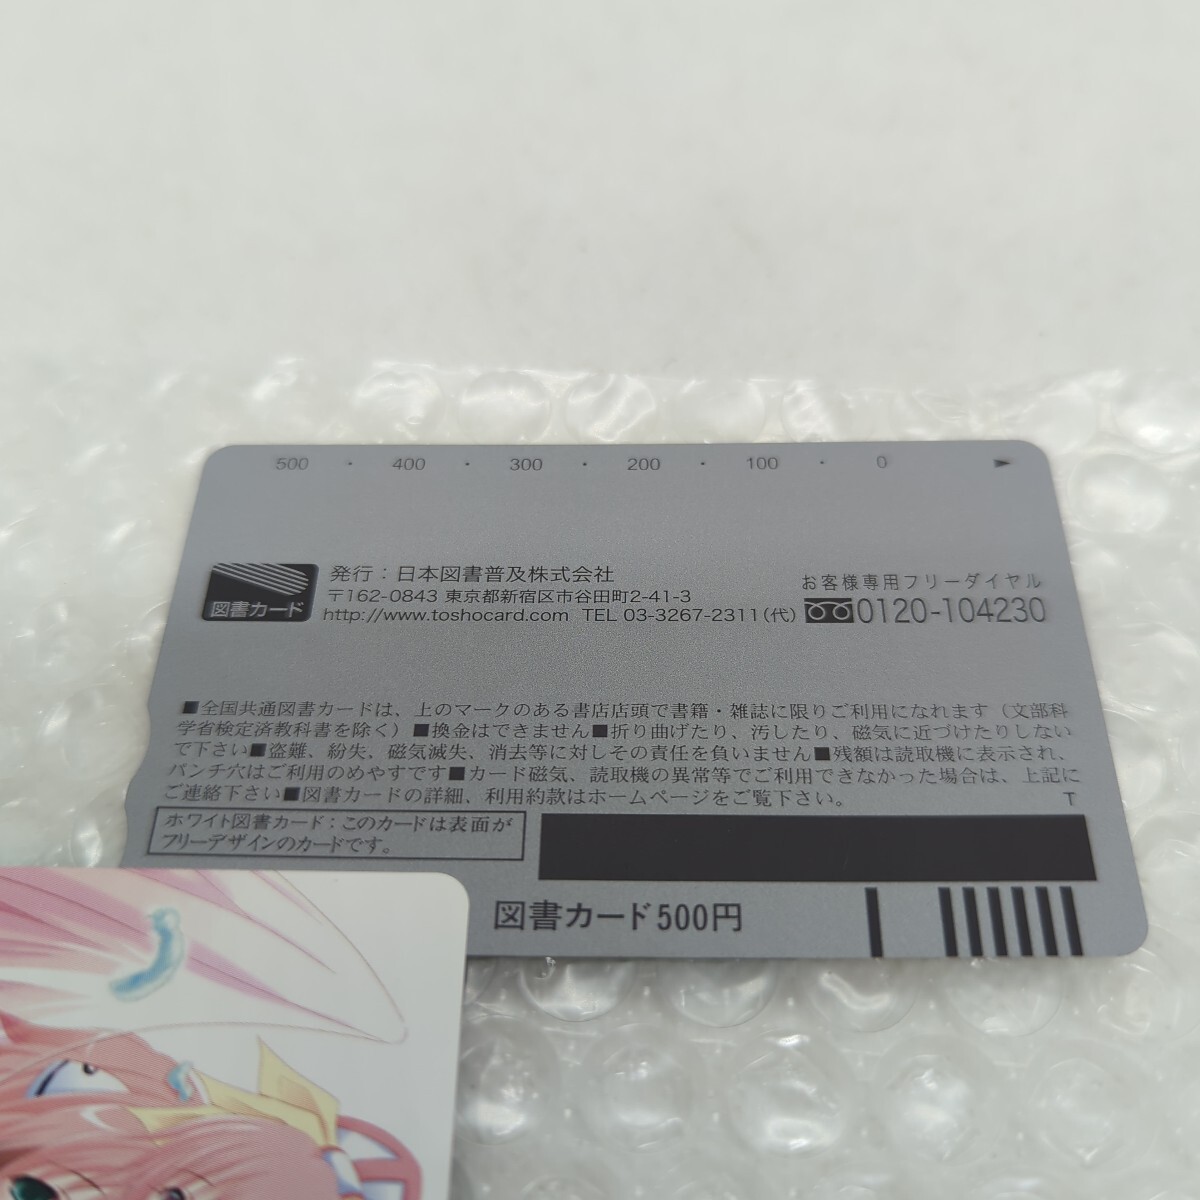 500 ・ 400 ・ 300 ・ 200 ・ 100 ・ 0 ▶
図書カード
発行：日本図書普及株式会社
〒162-0843 東京都新宿区市谷田町2-41-3
http://www.toshocard.com TEL 03-3267-2311(代)
お客様専用フリーダイヤル
0120-104230
■全国共通図書カードは、上のマークのある書店店頭で書籍・雑誌に限りご利用になれます（文部科
学省検定済教科書を除く）■換金はできません■折り曲げたり、汚したり、磁気に近づけたりしない
で下さい■盗難、紛失、磁気滅失、消去等に対しその責任を負いません■残額は読取機に表示され、
パンチ穴はご利用のめやすです■カード磁気、読取機の異常等でご利用できなかった場合は、上記に
ご連絡下さい■図書カードの詳細、利用約款はホームページをご覧下さい。
T
ホワイト図書カード：このカードは表面が
フリーデザインのカードです。
図書カード500円